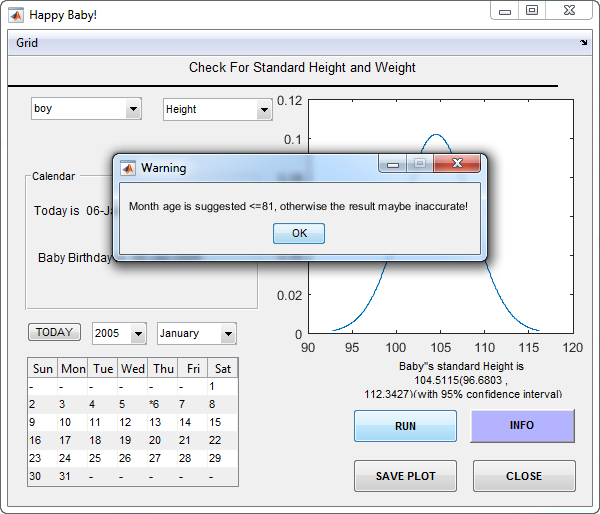 Happy Baby!
Grid
Check For Standard Height and Weight
boy
Height
0.12
0.1
Warning
Calendar
Month age is suggested <=81, otherwise the result maybe inaccurate!
Today is 06-Ja
OK
Baby Birthday
0.02
0
90 95 100 105 110 115 120
TODAY
2005
January
Baby"s standard Height is
104.5115(96.6803 ,
112.3427)(with 95% confidence interval)
Sun Mon Tue Wed Thu Fri Sat
- - - - - - 1
2 3 4 5 *6 7 8
9 10 11 12 13 14 15
16 17 18 19 20 21 22
23 24 25 26 27 28 29
30 31 - - - - -
RUN
INFO
SAVE PLOT
CLOSE